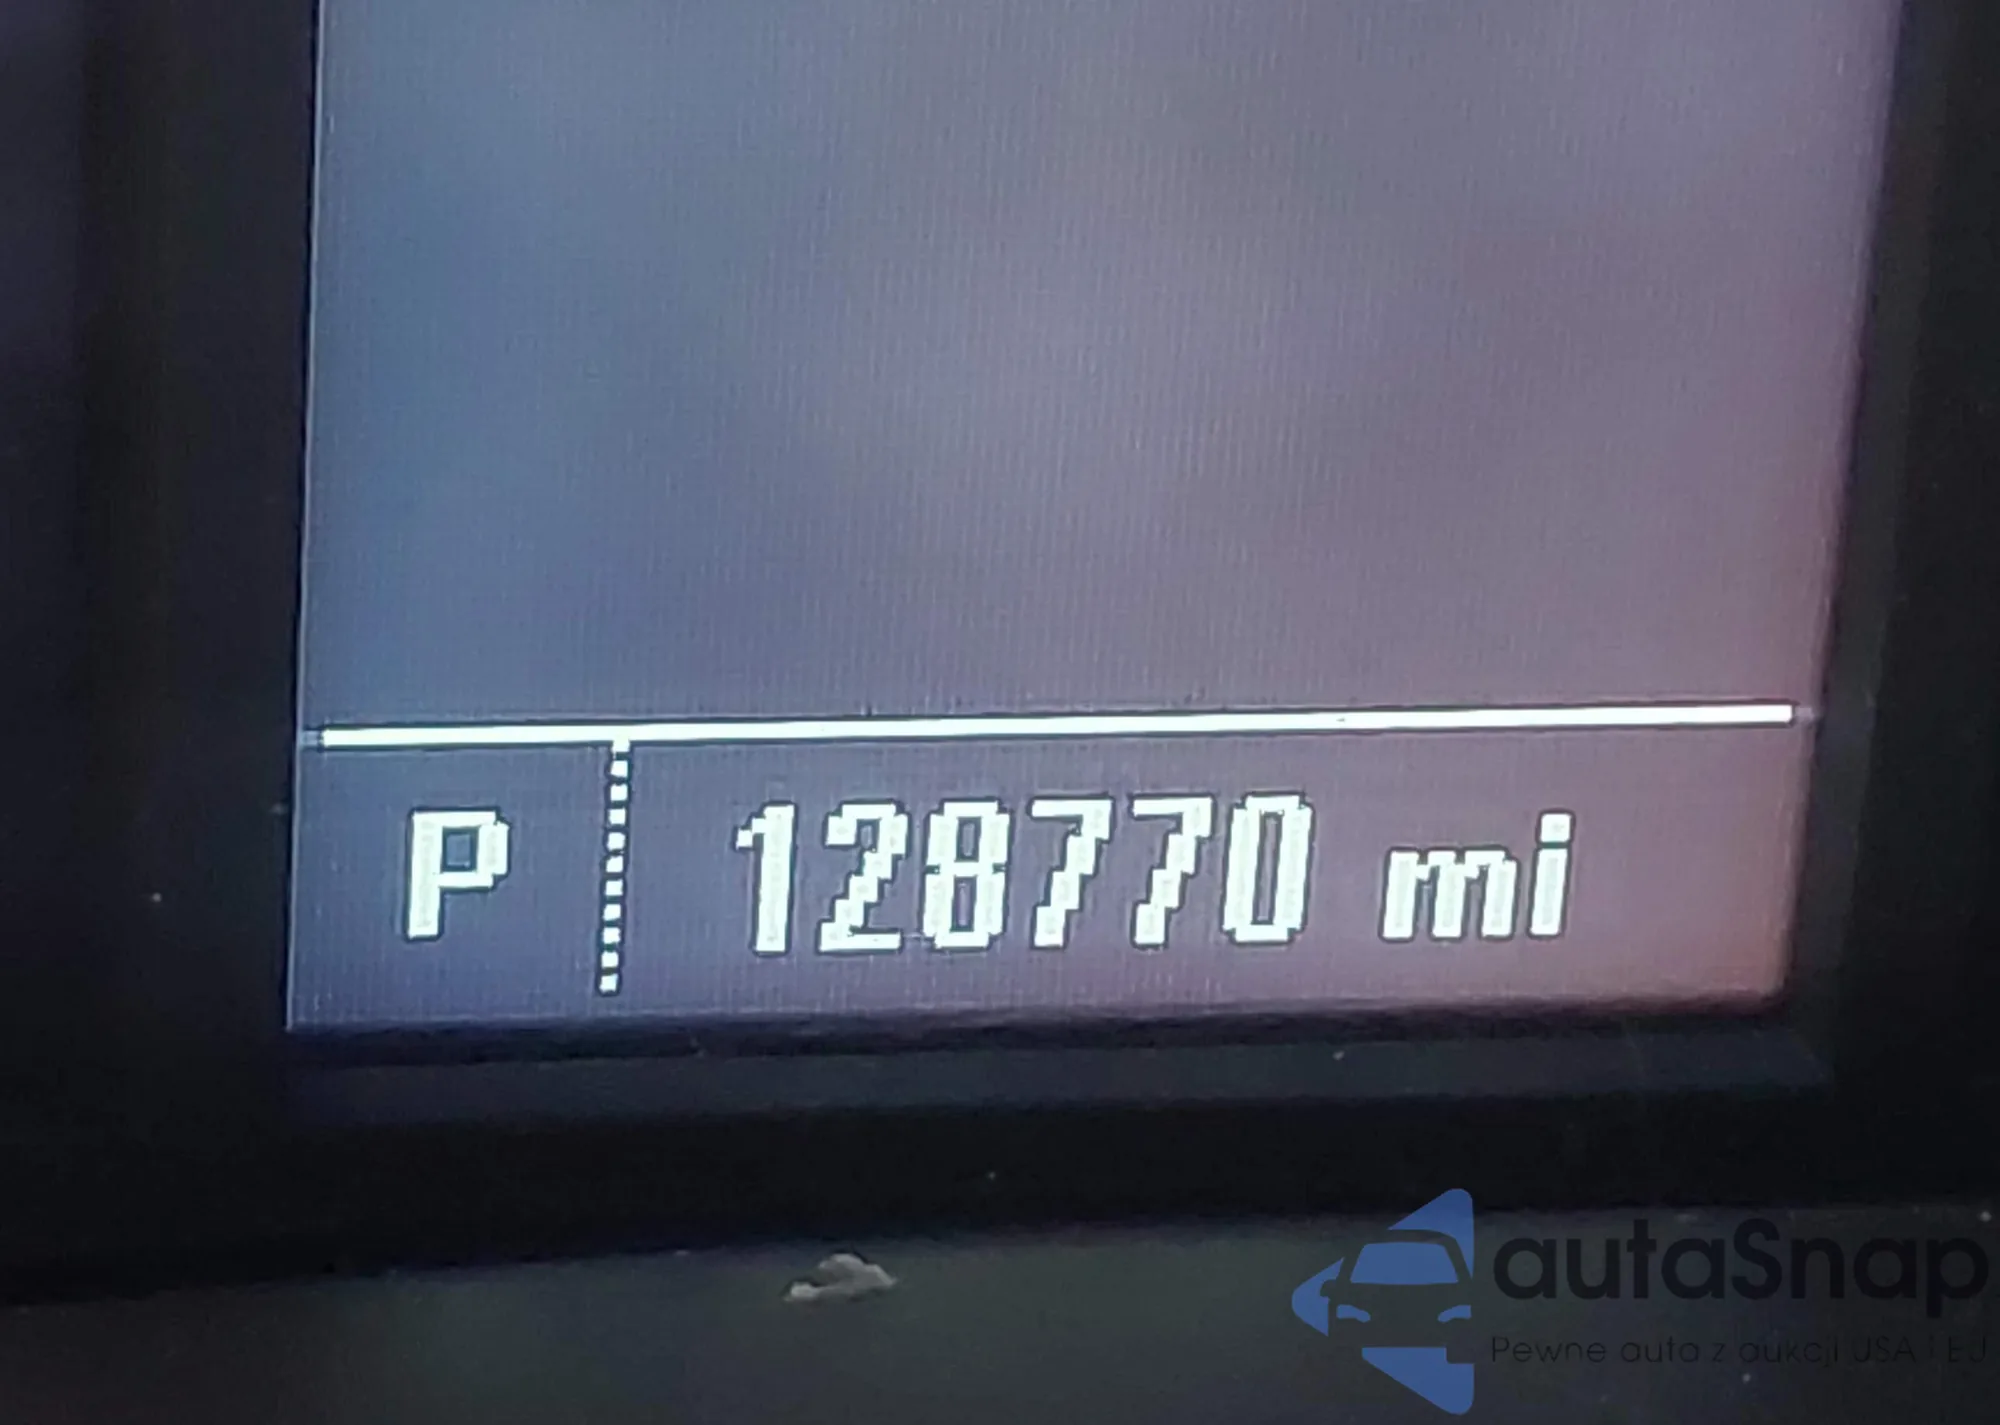 P 128770 mi
autaSnap
Pewne auta z aukcji USA i EU